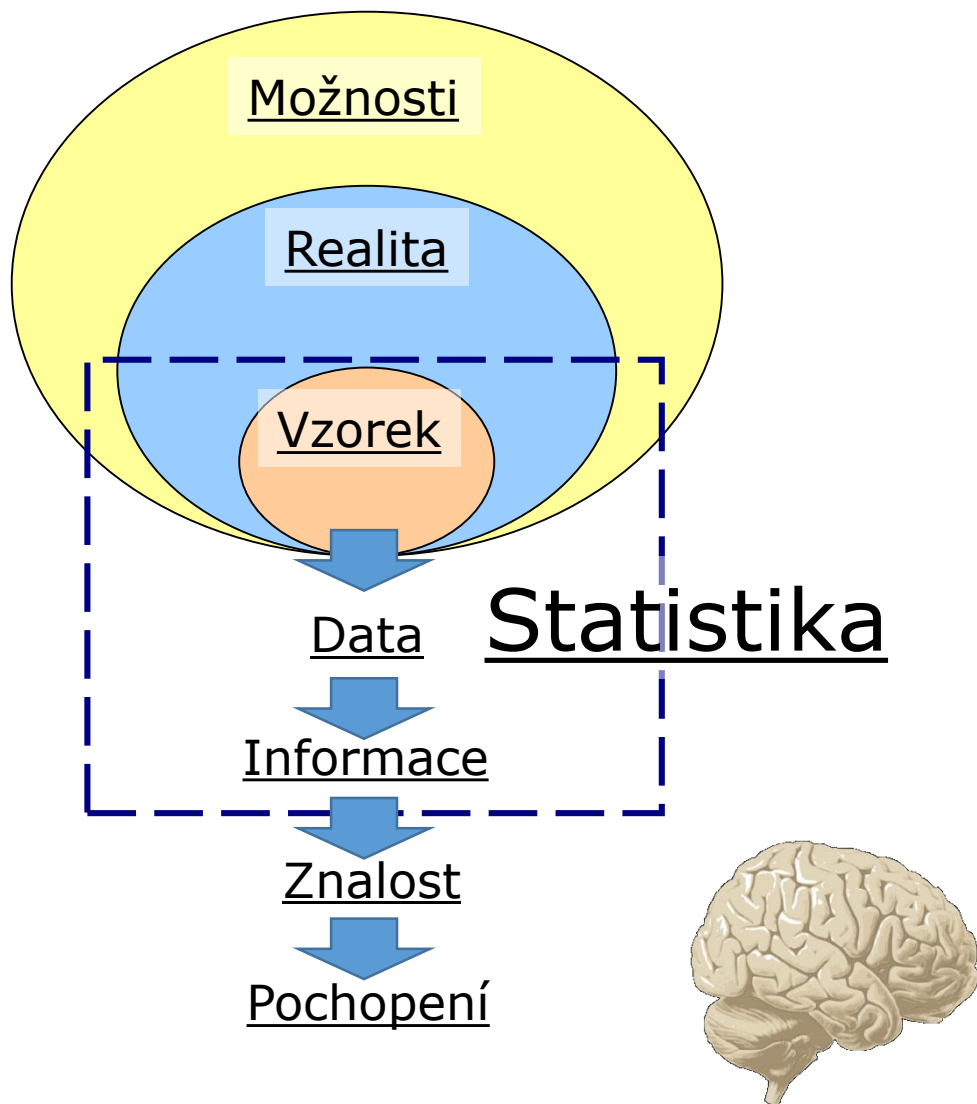 Možnosti
Realita
Vzorek
Data
Statistika
Informace
Znalost
Pochopení